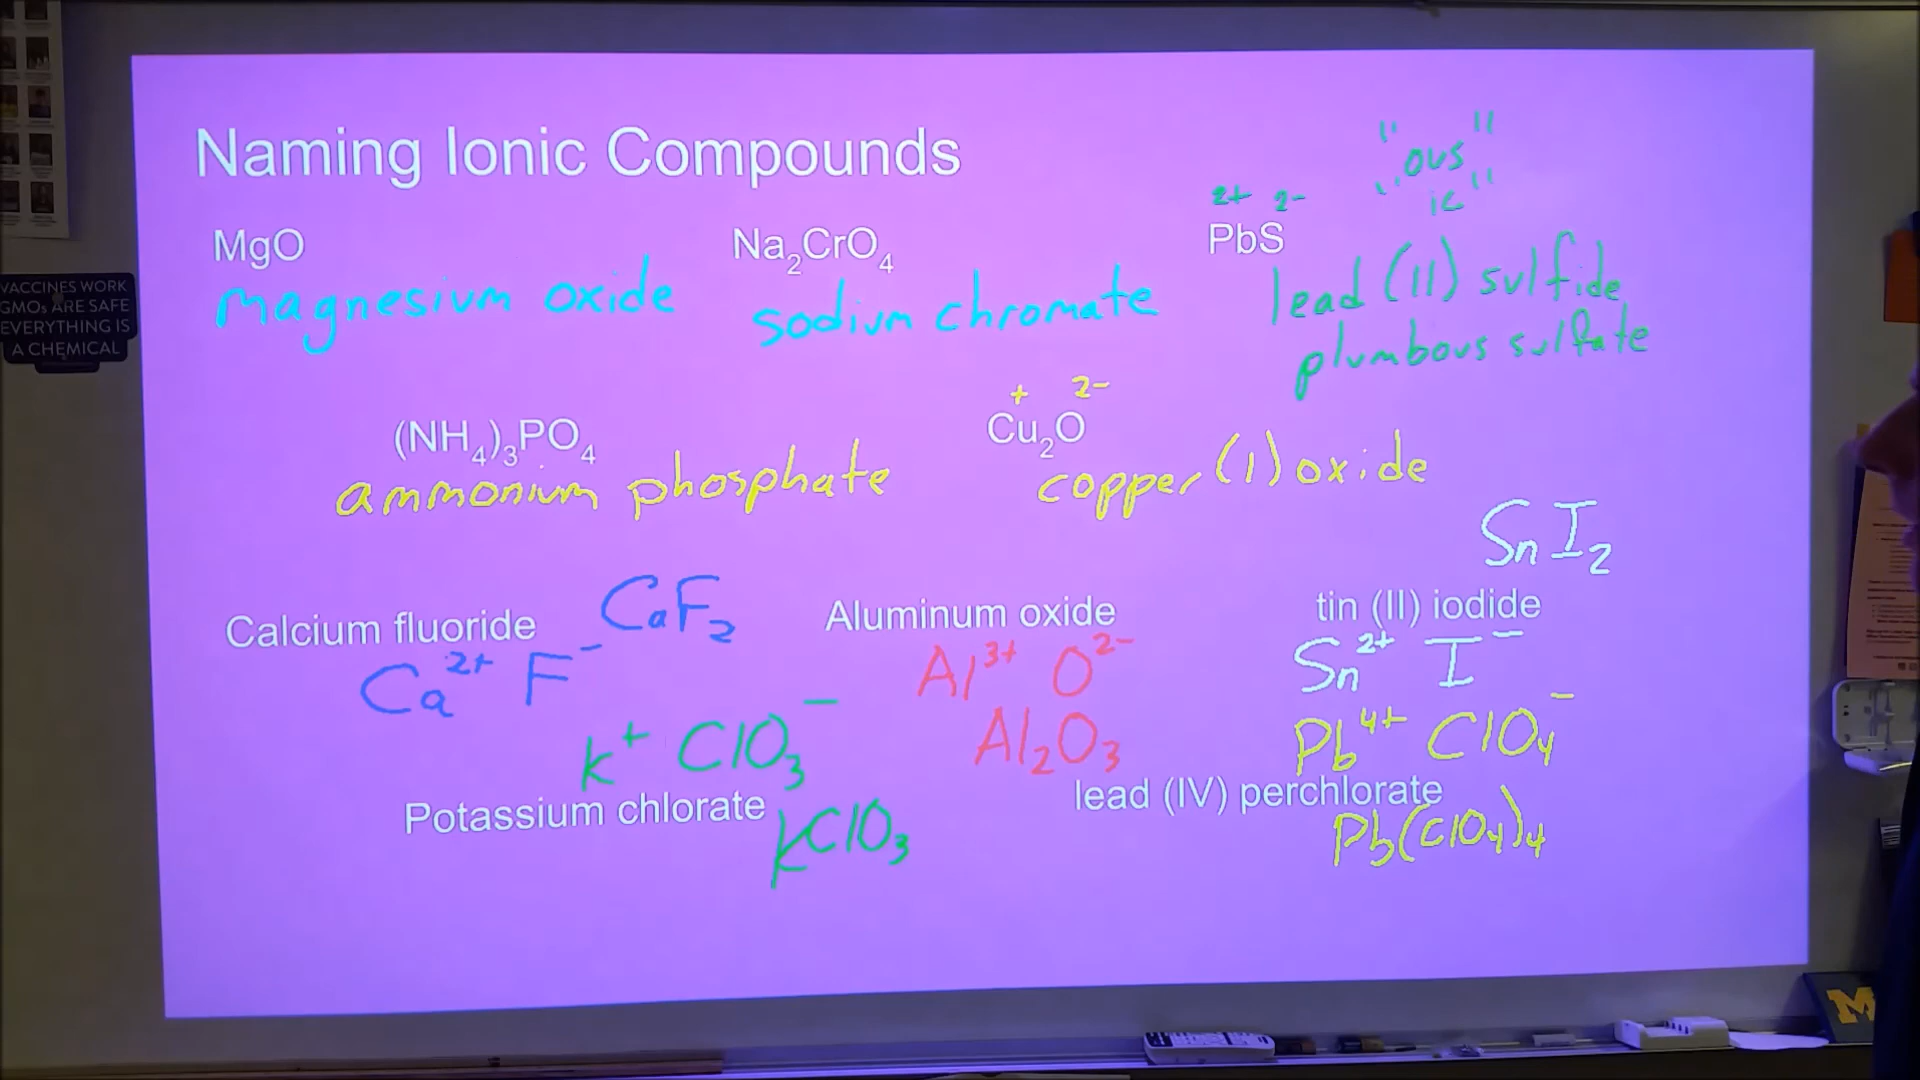 Naming Ionic Compounds
"ous"
"ic"
MgO
magnesium oxide
Na₂CrO₄
sodium chromate
2+ 2-
PbS
lead (II) sulfide
plumbous sulfate
(NH₄)₃PO₄
ammonium phosphate
+ 2-
Cu₂O
copper (I) oxide
Calcium fluoride
CaF₂
Ca²⁺ F⁻
Aluminum oxide
Al³⁺ O²⁻
Al₂O₃
SnI₂
tin (II) iodide
Sn²⁺ I⁻
K⁺ ClO₃⁻
Potassium chlorate
KClO₃
Pb⁴⁺ ClO₄⁻
lead (IV) perchlorate
Pb(ClO₄)₄
VACCINES WORK
GMOs ARE SAFE
EVERYTHING IS
A CHEMICAL
M